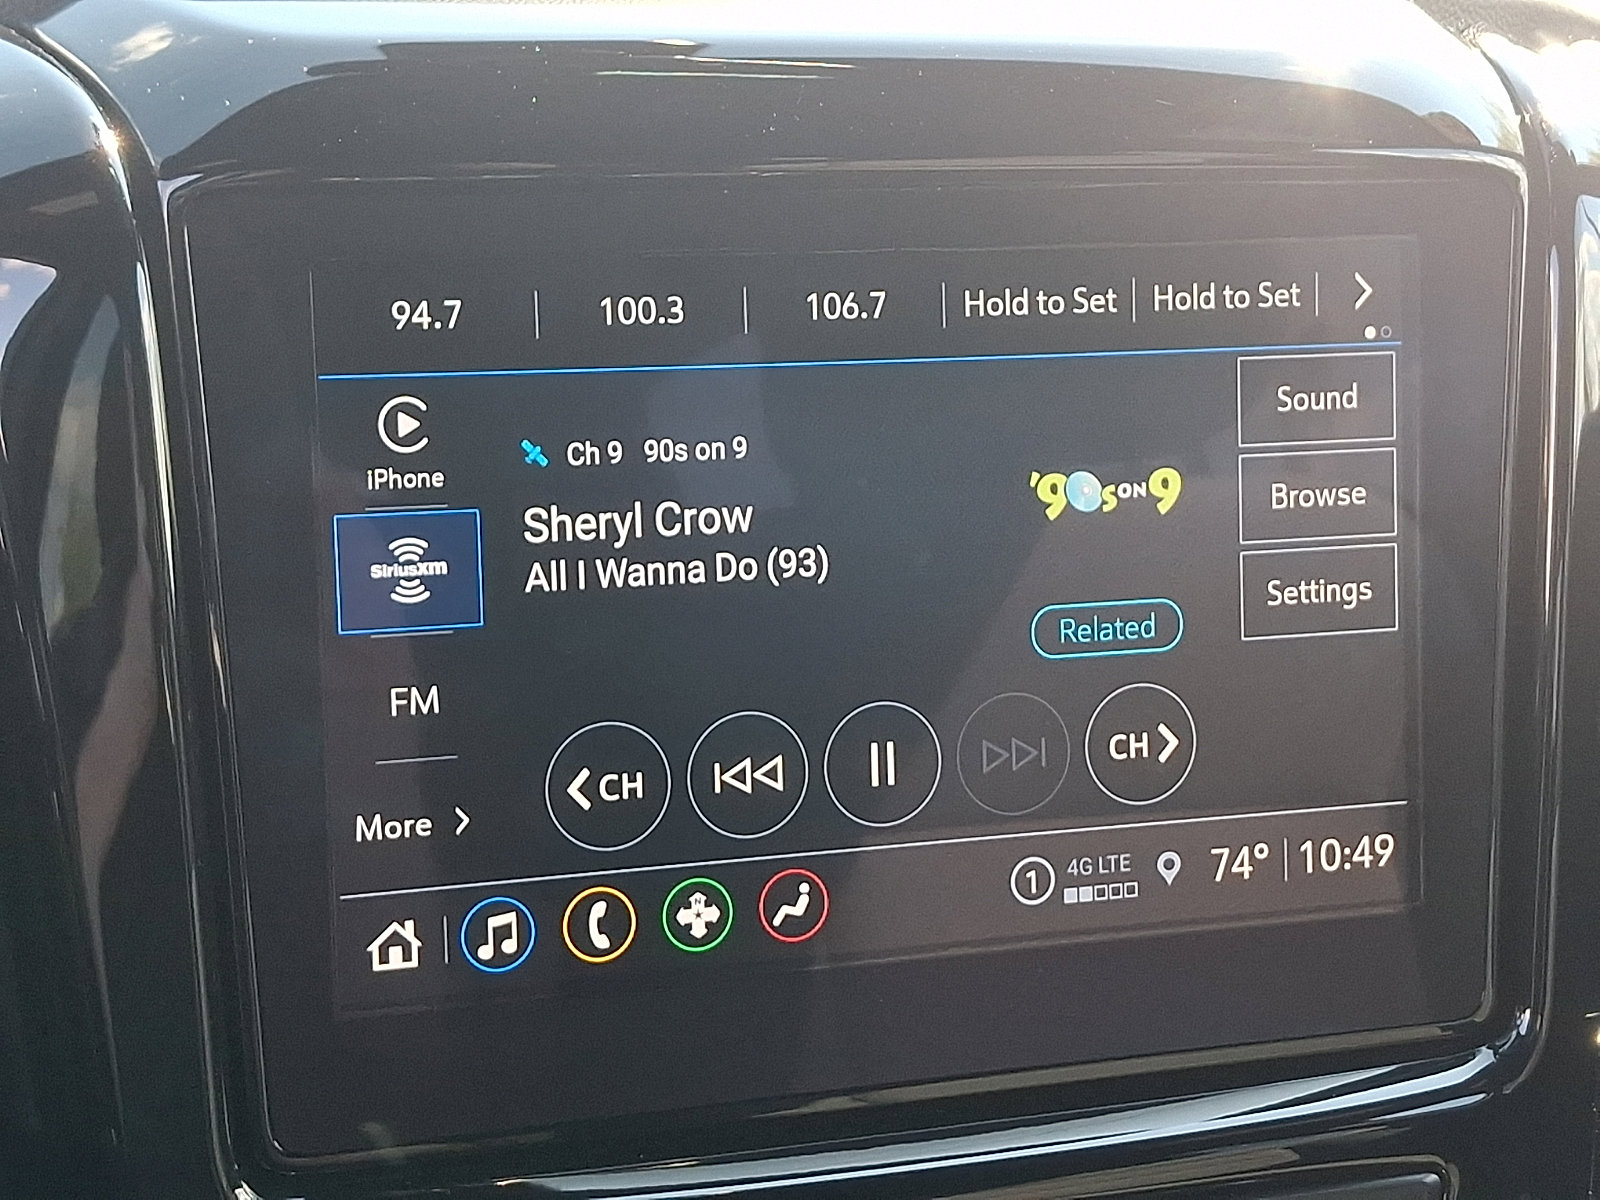 94.7 | 100.3 | 106.7 | Hold to Set | Hold to Set | >
iPhone
SiriusXm
FM
More >
Ch 9 90s on 9
Sheryl Crow
All I Wanna Do (93)
'90s ON 9
Related
Sound
Browse
Settings
< CH
CH >
N
1 4G LTE 74° | 10:49